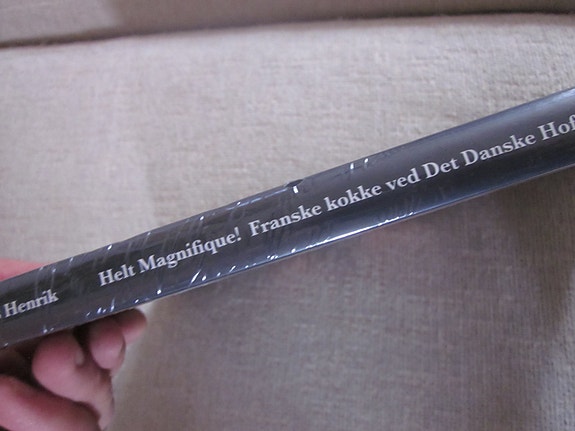 Henrik Helt Magnifique! Franske kokke ved Det Danske Hof